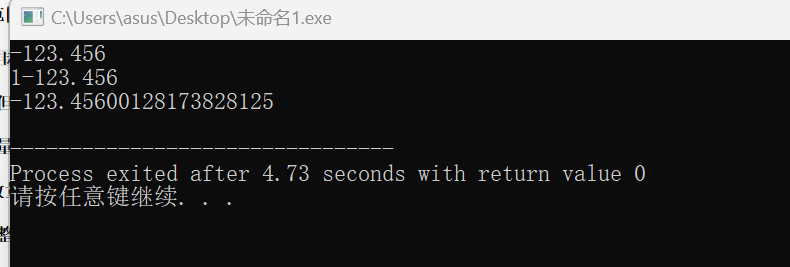 C:\Users\asus\Desktop\未命名1.exe
-123.456
1-123.456
-123.45600128173828125
--------------------------------
Process exited after 4.73 seconds with return value 0
请按任意键继续. . .